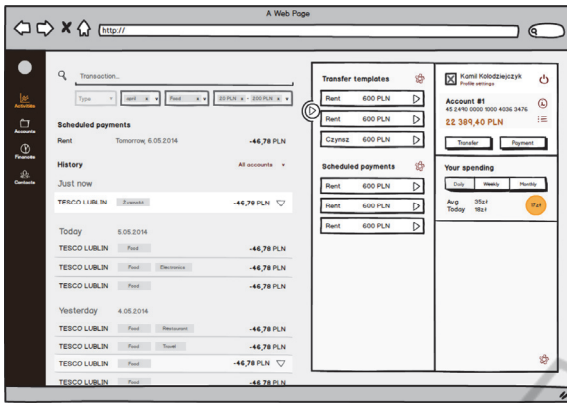 A Web Page
http://
Activities
Accounts
Finances
Contacts
Transaction..
Type april Food 20 PLN - 200 PLN
Scheduled payments
Rent Tomorrow, 6.05.2014 -46,78 PLN
History All accounts
Just now
TESCO LUBLIN -46,78 PLN
Today 5.05.2014
TESCO LUBLIN Food -46,78 PLN
TESCO LUBLIN Food Electronics -46,78 PLN
TESCO LUBLIN Food -46,78 PLN
Yesterday 4.05.2014
TESCO LUBLIN Food Restaurant -46,78 PLN
TESCO LUBLIN Food Travel -46,78 PLN
TESCO LUBLIN Food -46,78 PLN
TESCO LUBLIN Food -46,78 PLN
Transfer templates
Rent 600 PLN
Rent 600 PLN
Czynsz 600 PLN
Scheduled payments
Rent 600 PLN
Rent 600 PLN
Rent 600 PLN
Kamil Kolodziejczyk
Profile settings
Account #1
45 2490 0000 1000 4036 3476
22 389,40 PLN
Transfer Payment
Your spending
Daily Weekly Monthly
Avg 35zł
Today 18zł
17zł